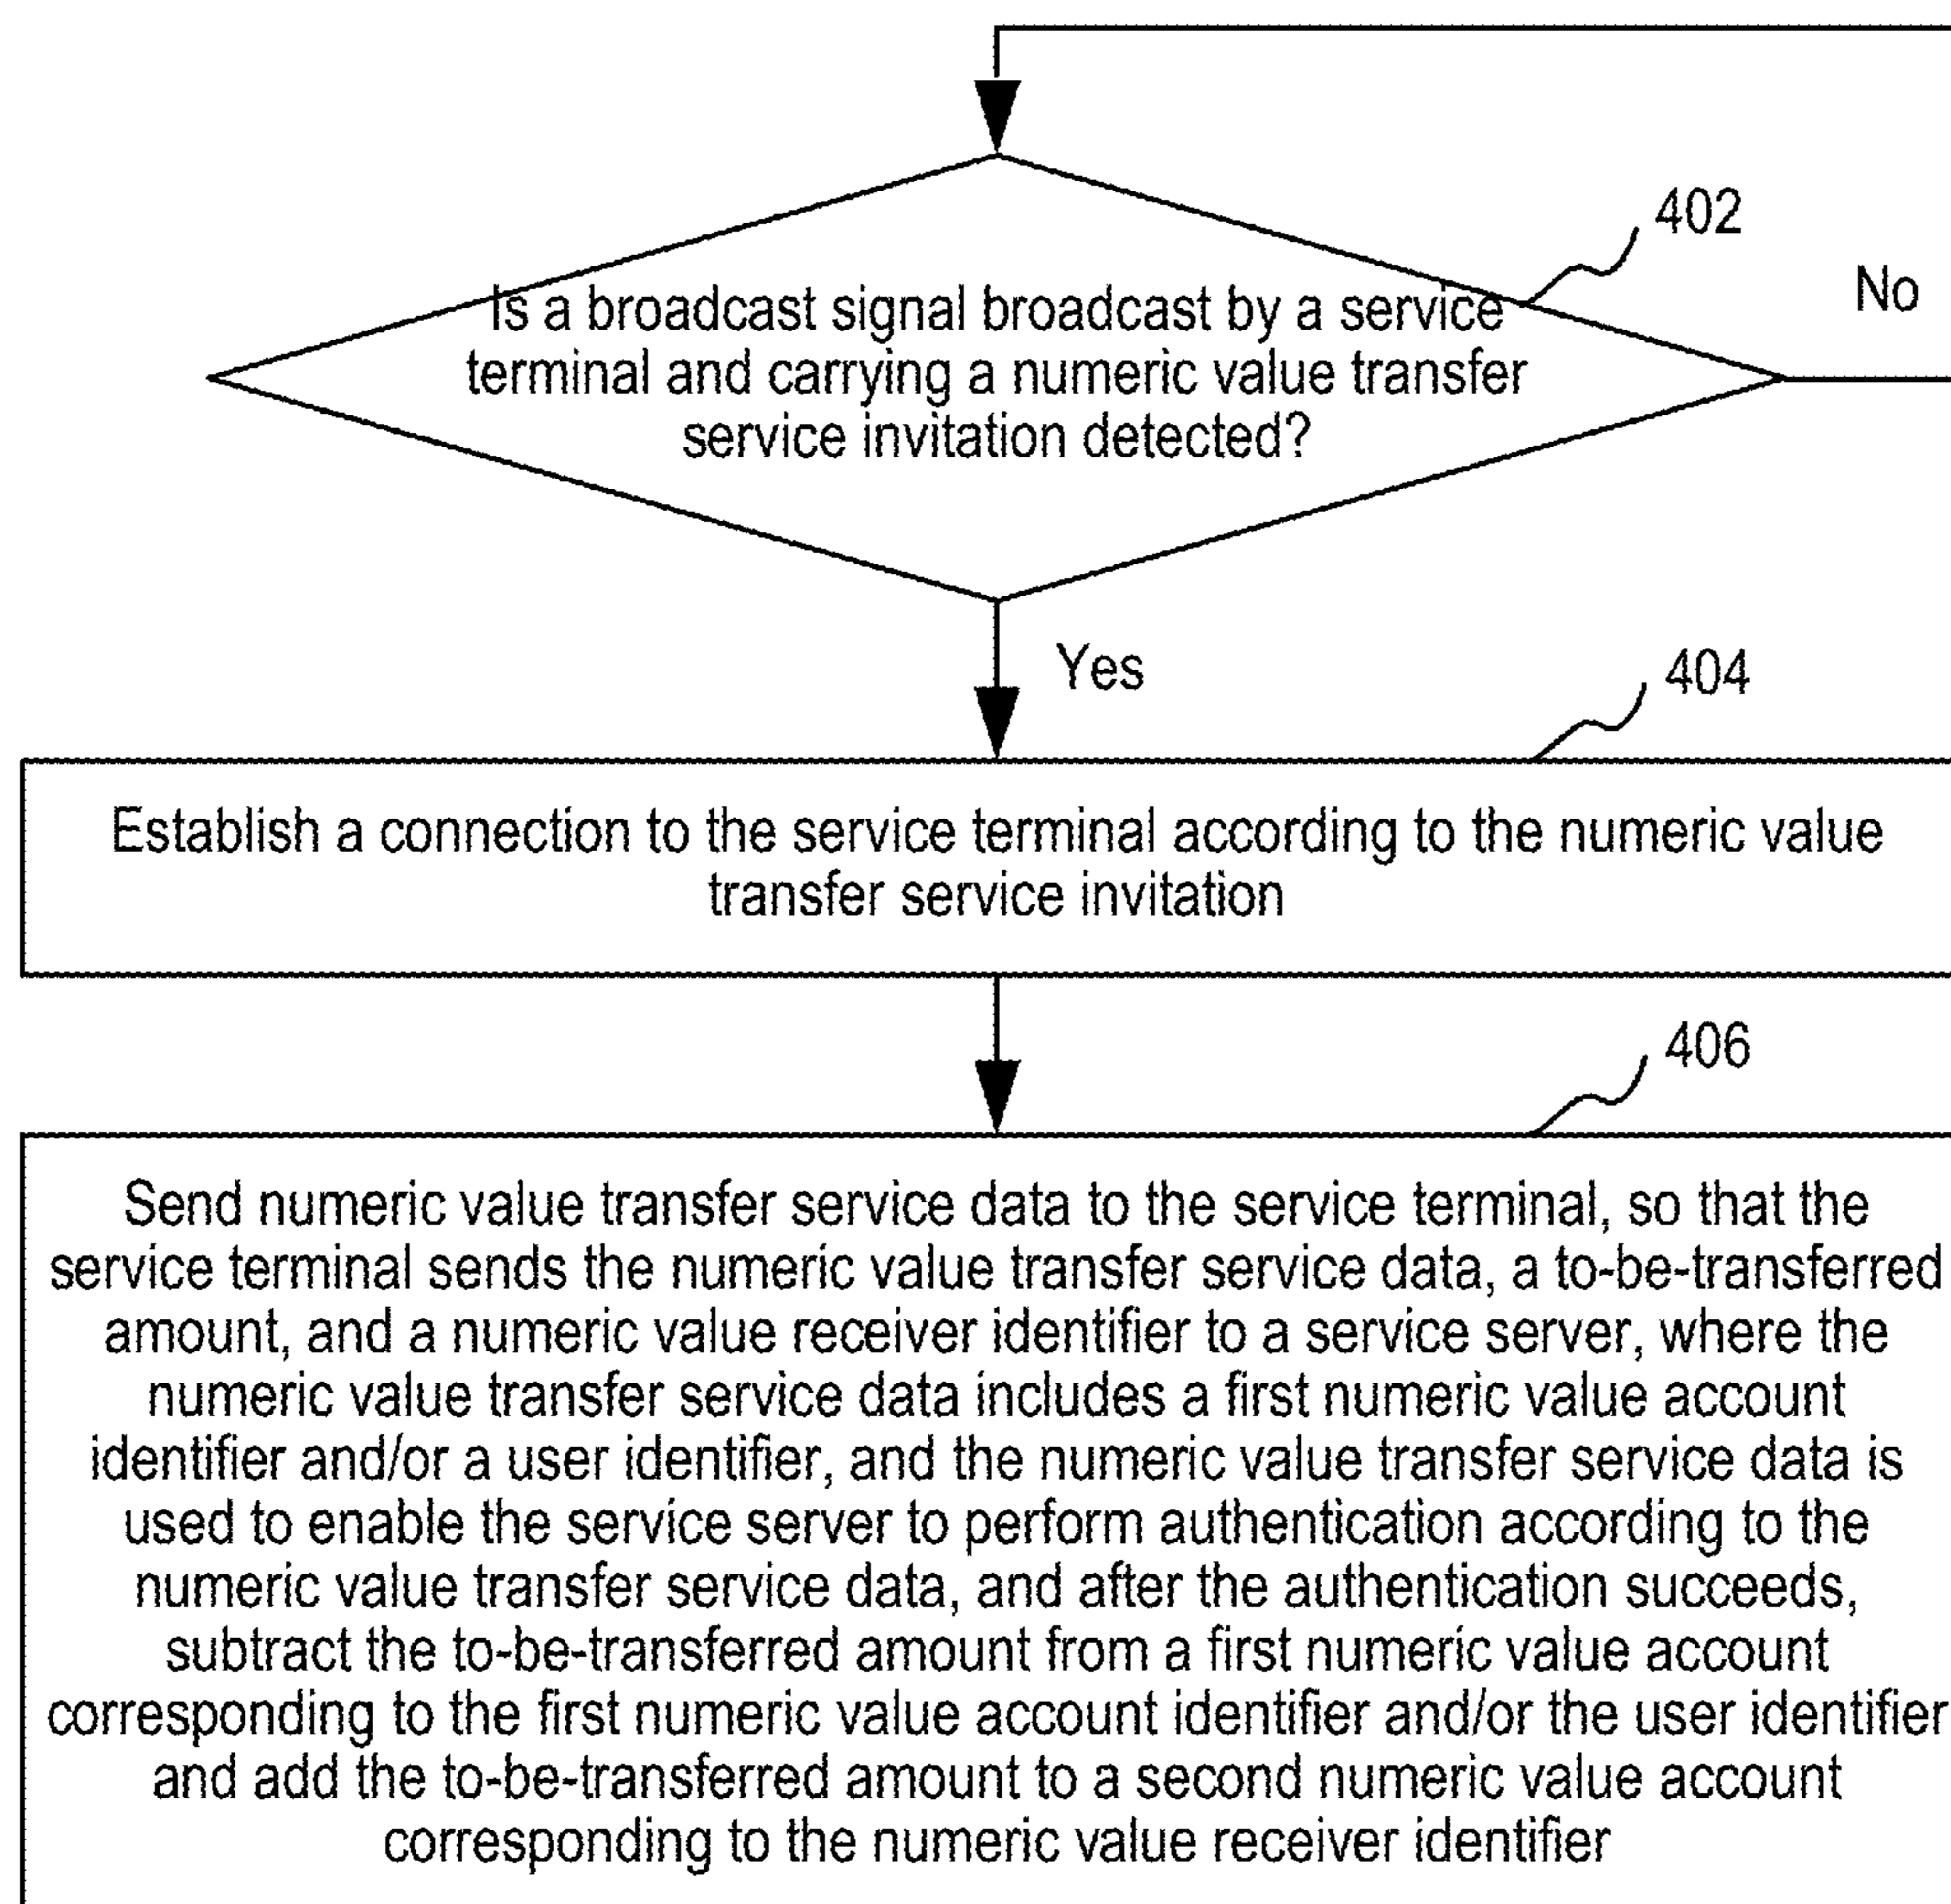 402
No
Is a broadcast signal broadcast by a service
terminal and carrying a numeric value transfer
service invitation detected?
Yes
404
Establish a connection to the service terminal according to the numeric value
transfer service invitation
406
Send numeric value transfer service data to the service terminal, so that the
service terminal sends the numeric value transfer service data, a to-be-transferred
amount, and a numeric value receiver identifier to a service server, where the
numeric value transfer service data includes a first numeric value account
identifier and/or a user identifier, and the numeric value transfer service data is
used to enable the service server to perform authentication according to the
numeric value transfer service data, and after the authentication succeeds,
subtract the to-be-transferred amount from a first numeric value account
corresponding to the first numeric value account identifier and/or the user identifier
and add the to-be-transferred amount to a second numeric value account
corresponding to the numeric value receiver identifier